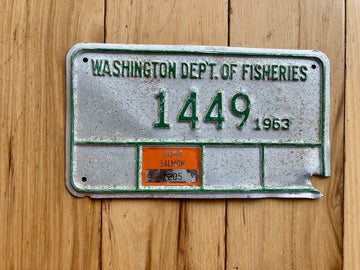 WASHINGTON DEPT. OF FISHERIES
1449 1963
SALMON